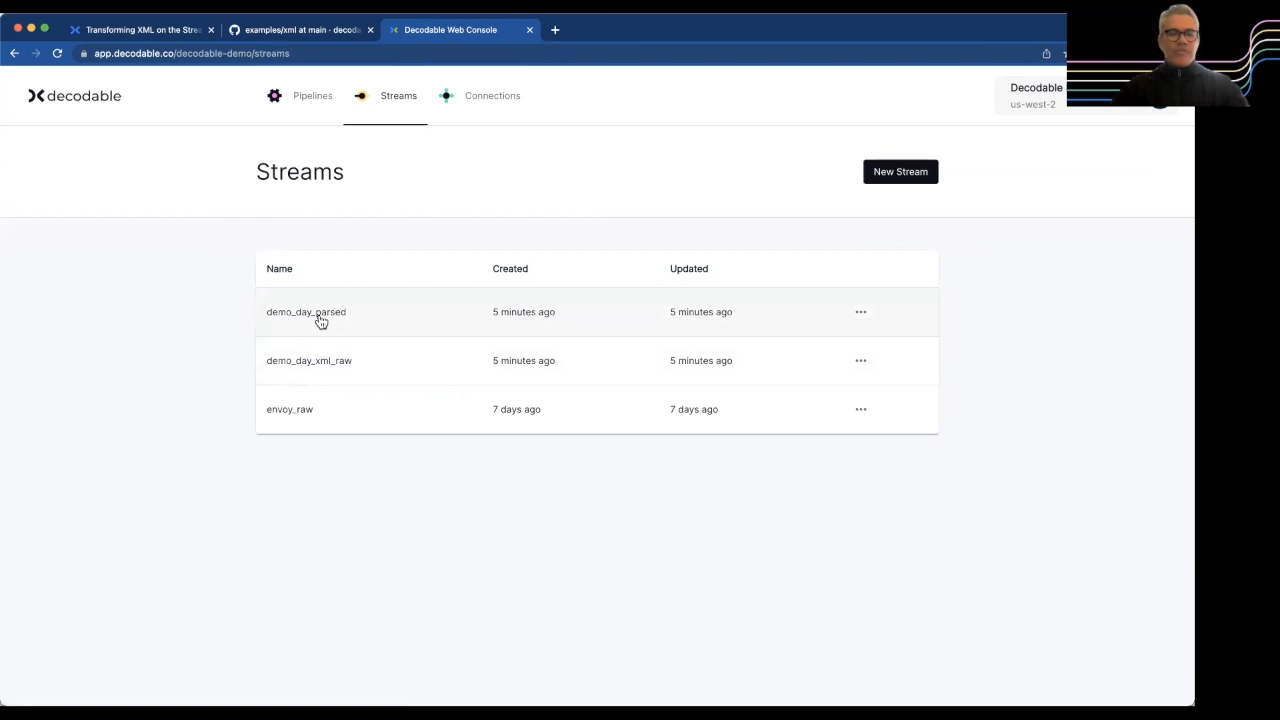 Transforming XML on the Strea
examples/xml at main · decoda
Decodable Web Console
app.decodable.co/decodable-demo/streams
decodable
Pipelines
Streams
Connections
Decodable
us-west-2
Streams
New Stream
Name Created Updated
demo_day_parsed 5 minutes ago 5 minutes ago
demo_day_xml_raw 5 minutes ago 5 minutes ago
envoy_raw 7 days ago 7 days ago